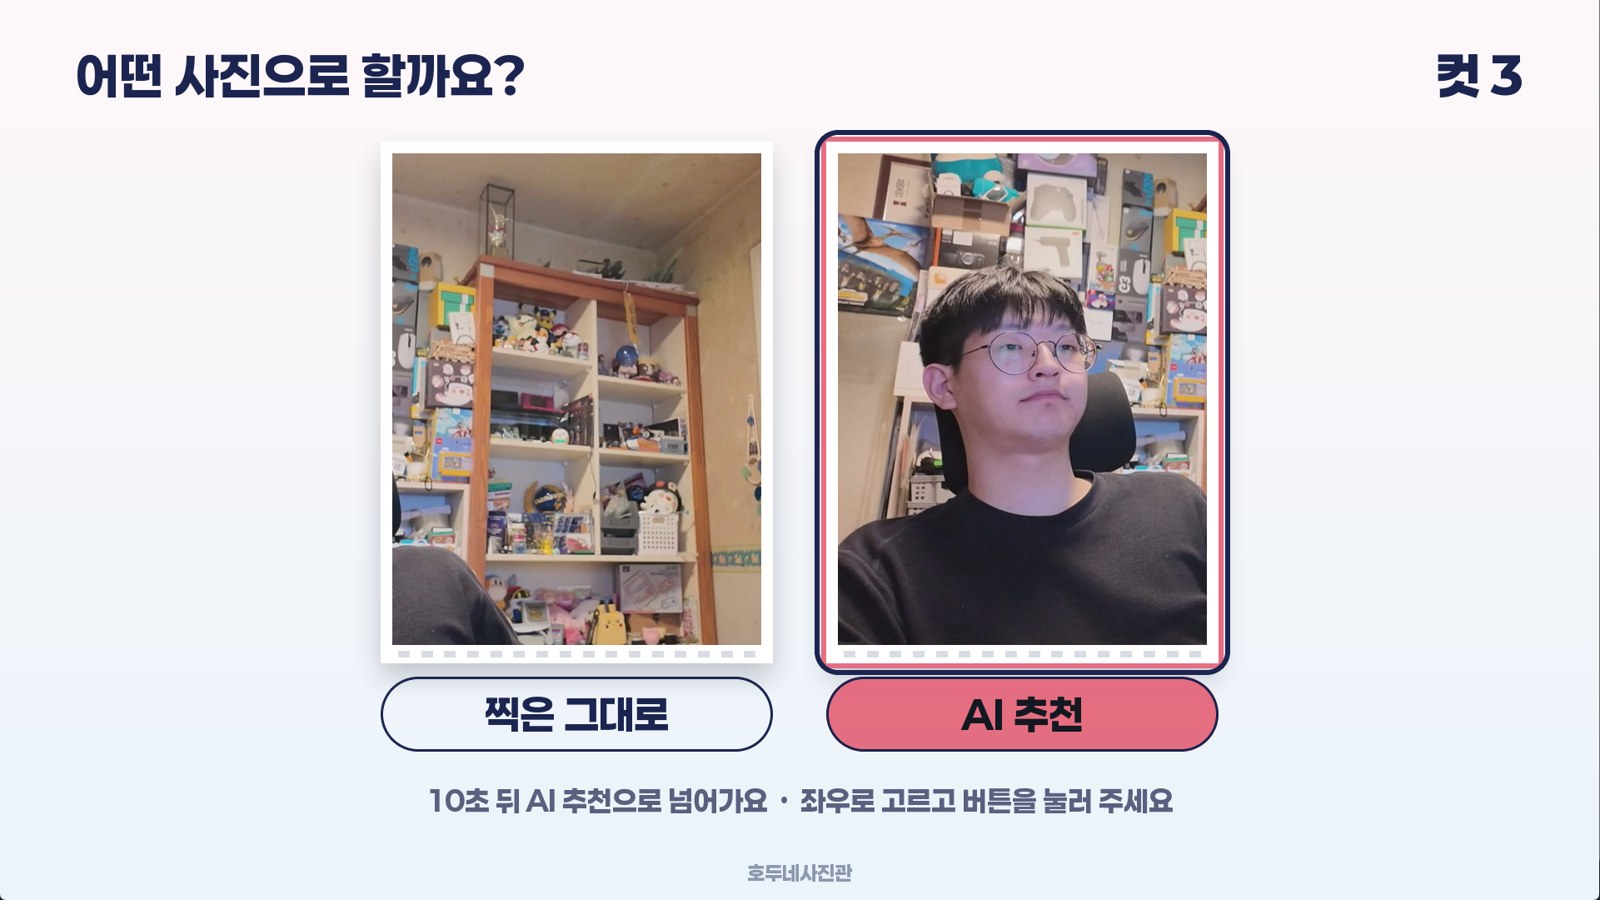 어떤 사진으로 할까요?
컷 3
찍은 그대로
AI 추천
10초 뒤 AI 추천으로 넘어가요 · 좌우로 고르고 버튼을 눌러 주세요
호두네사진관